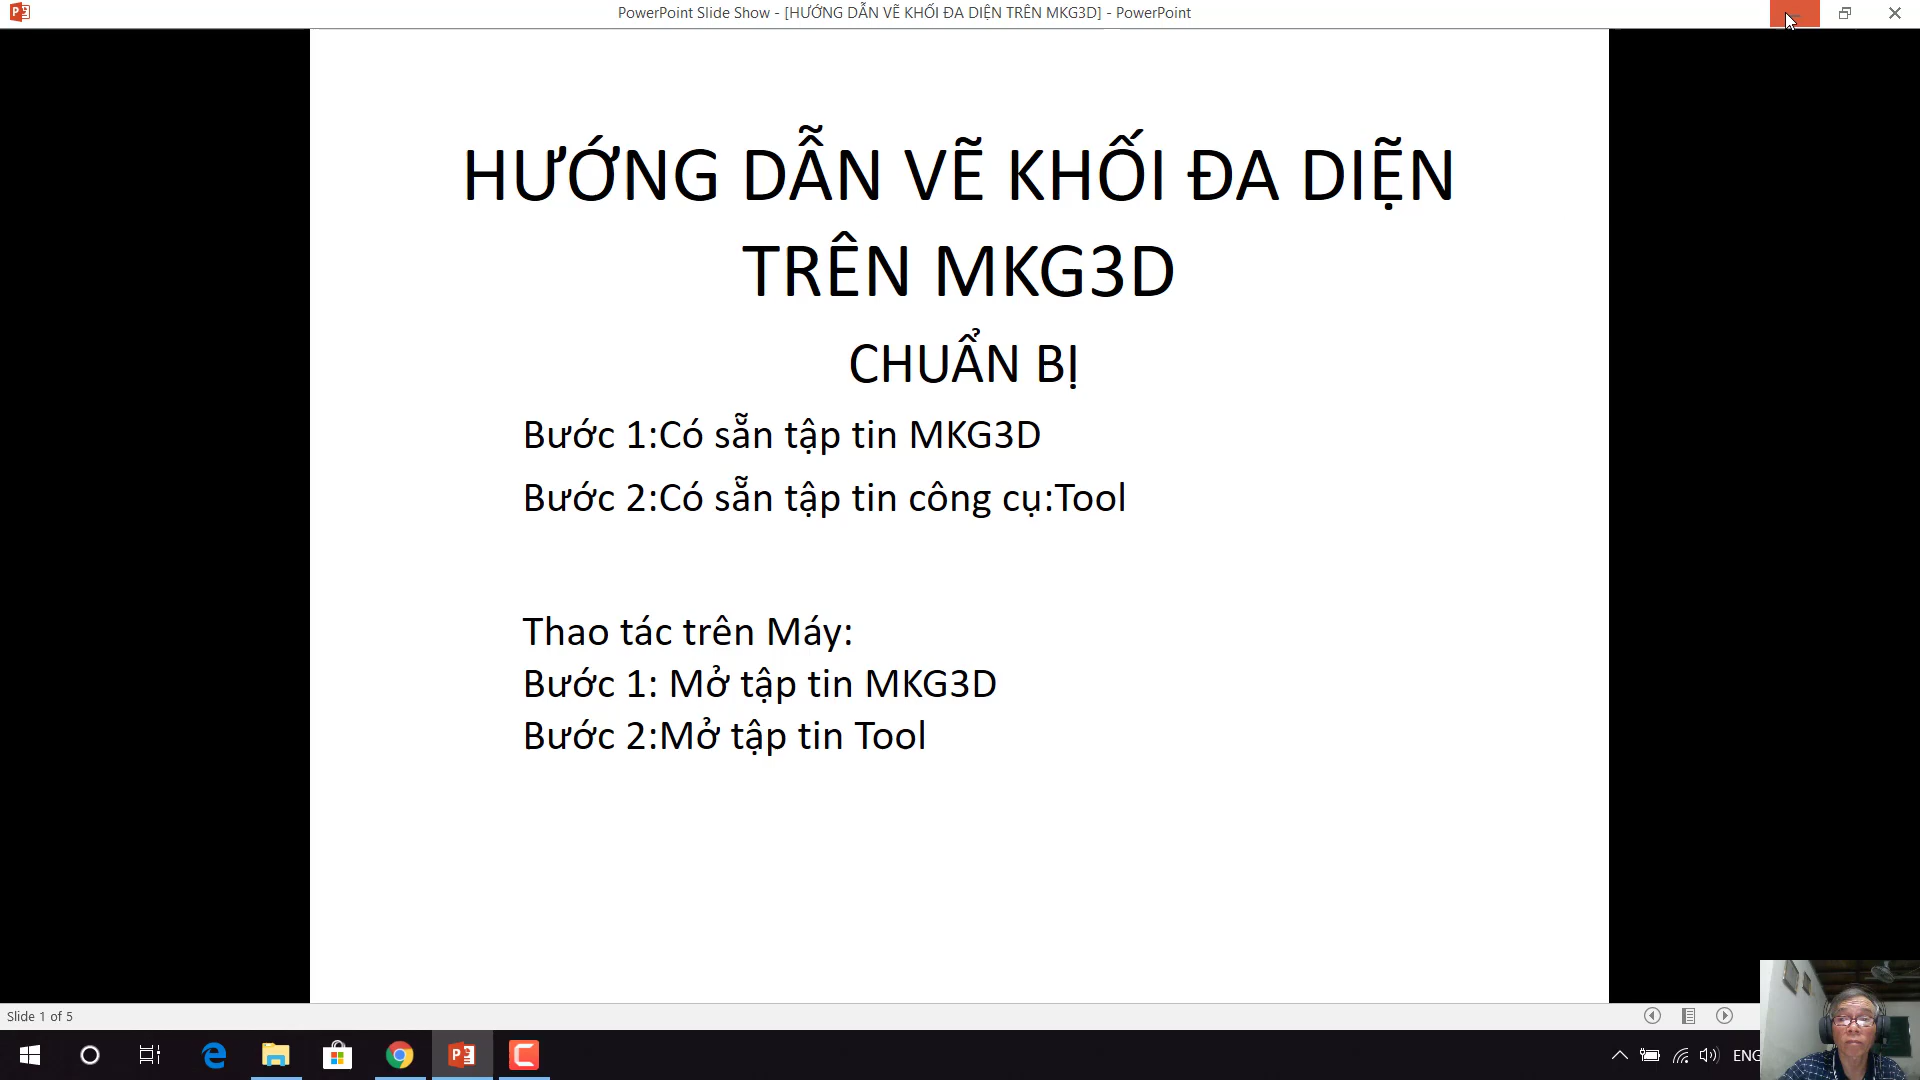 PowerPoint Slide Show - [HƯỚNG DẪN VẼ KHỐI ĐA DIỆN TRÊN MKG3D] - PowerPoint
HƯỚNG DẪN VẼ KHỐI ĐA DIỆN
TRÊN MKG3D
CHUẨN BỊ
Bước 1:Có sẵn tập tin MKG3D
Bước 2:Có sẵn tập tin công cụ:Tool
Thao tác trên Máy:
Bước 1: Mở tập tin MKG3D
Bước 2:Mở tập tin Tool
Slide 1 of 5
ENG